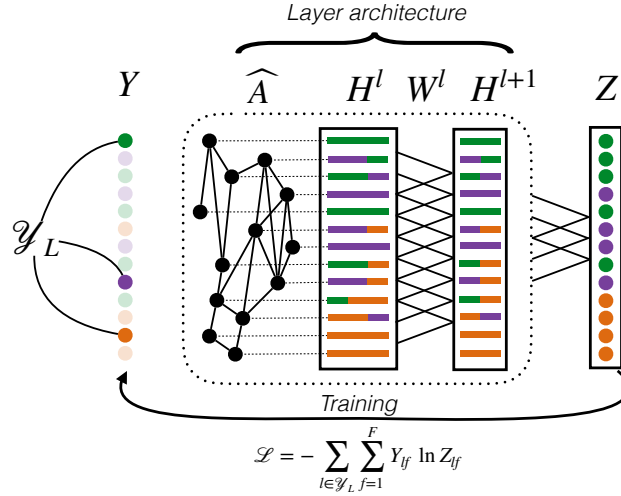 Layer architecture
Y Â H^l W^l H^{l+1} Z
𝒴_L
Training
ℒ = − ∑_{l∈𝒴_L} ∑_{f=1}^{F} Y_{lf} ln Z_{lf}